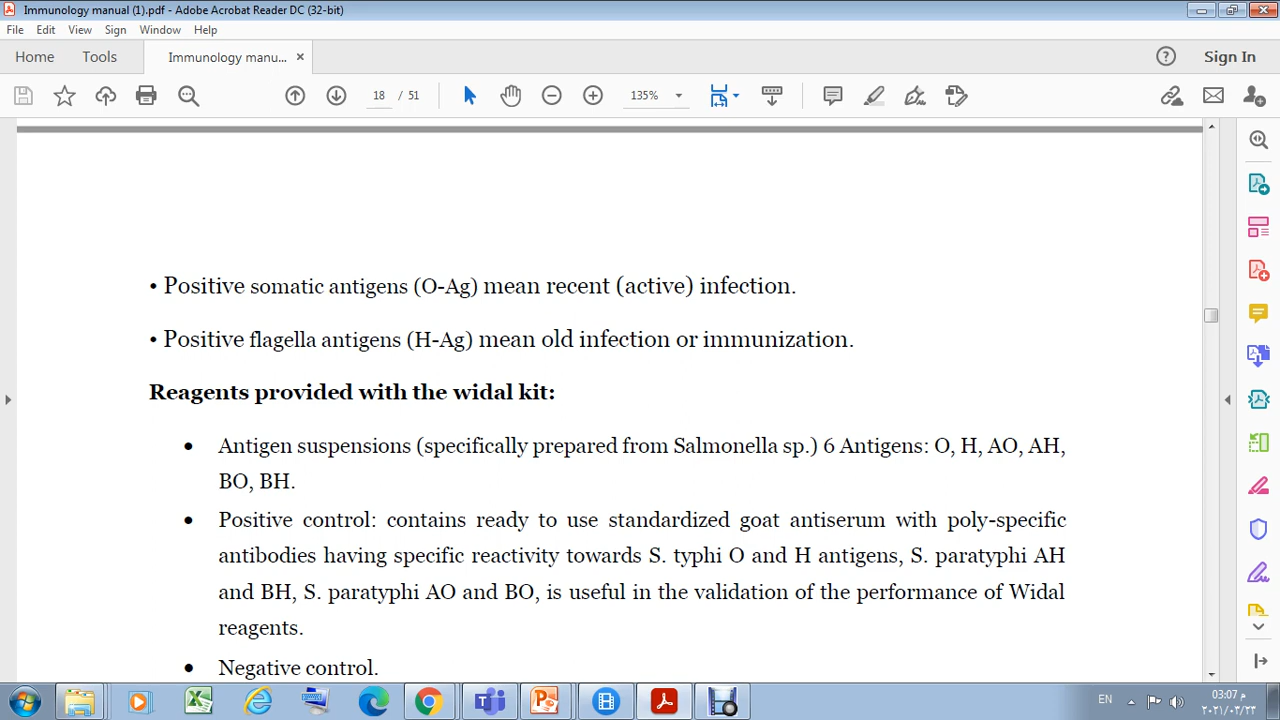 Immunology manual (1).pdf - Adobe Acrobat Reader DC (32-bit)
File Edit View Sign Window Help
Home Tools Immunology manu... × Sign In
18 / 51 135%
• Positive somatic antigens (O-Ag) mean recent (active) infection.
• Positive flagella antigens (H-Ag) mean old infection or immunization.
Reagents provided with the widal kit:
• Antigen suspensions (specifically prepared from Salmonella sp.) 6 Antigens: O, H, AO, AH,
BO, BH.
• Positive control: contains ready to use standardized goat antiserum with poly-specific
antibodies having specific reactivity towards S. typhi O and H antigens, S. paratyphi AH
and BH, S. paratyphi AO and BO, is useful in the validation of the performance of Widal
reagents.
• Negative control.
EN 03:07 م
٢٠٢١/٠٣/٢٣